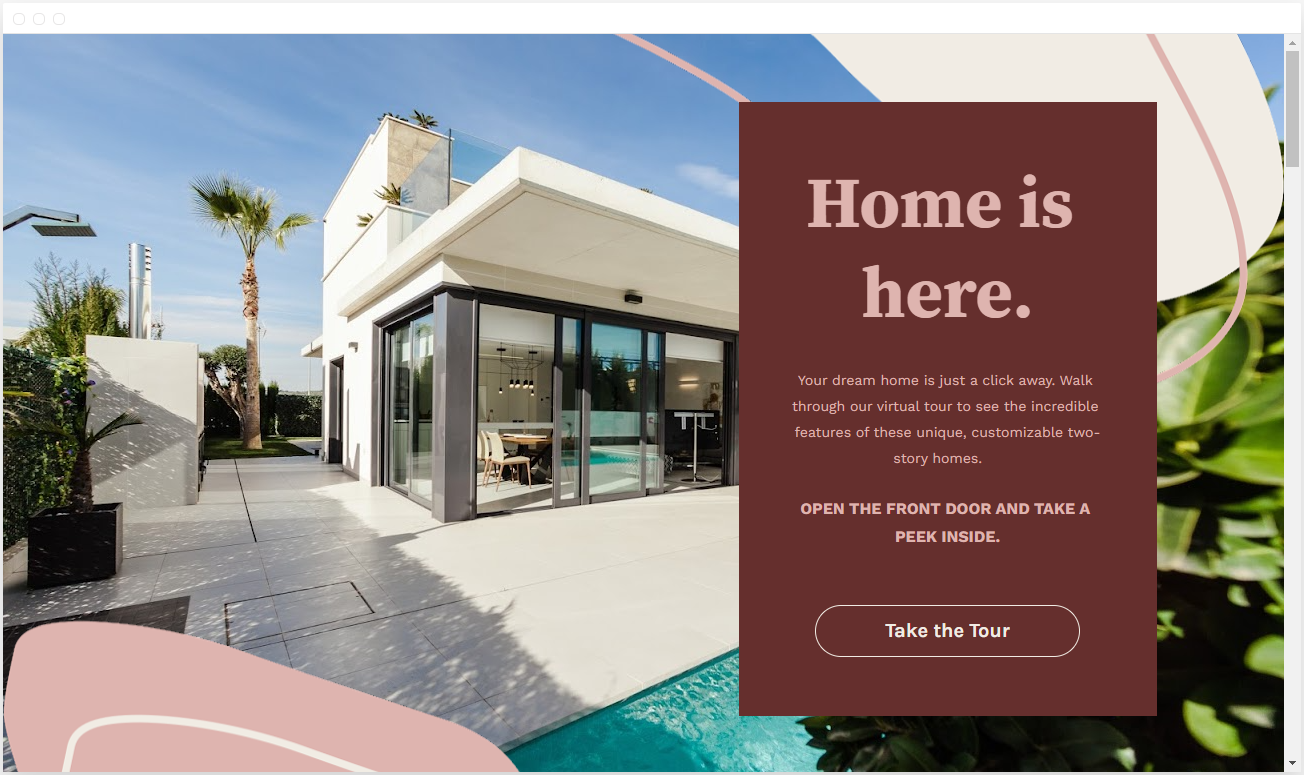 Home is
here.
Your dream home is just a click away. Walk
through our virtual tour to see the incredible
features of these unique, customizable two-
story homes.
OPEN THE FRONT DOOR AND TAKE A
PEEK INSIDE.
Take the Tour